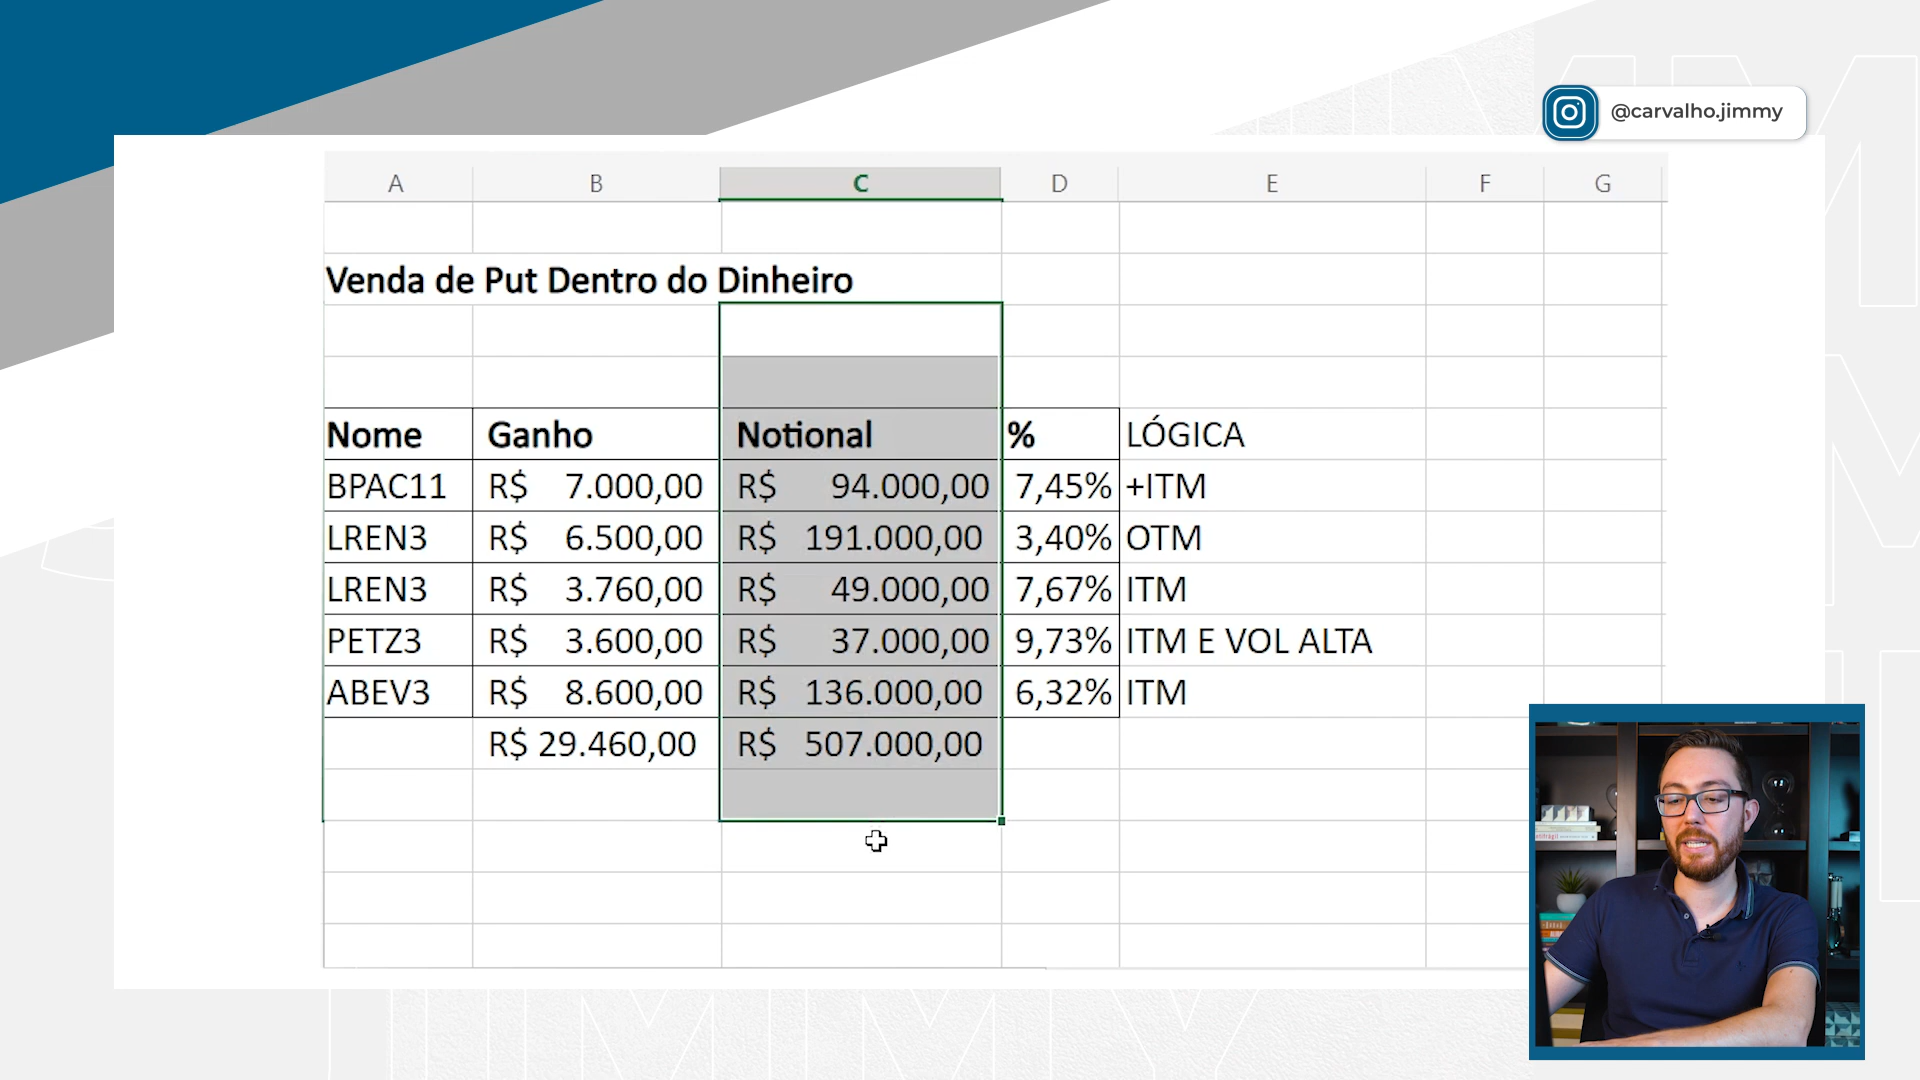 @carvalho.jimmy
A B C D E F G
Venda de Put Dentro do Dinheiro
Nome Ganho Notional % LÓGICA
BPAC11 R$ 7.000,00 R$ 94.000,00 7,45% +ITM
LREN3 R$ 6.500,00 R$ 191.000,00 3,40% OTM
LREN3 R$ 3.760,00 R$ 49.000,00 7,67% ITM
PETZ3 R$ 3.600,00 R$ 37.000,00 9,73% ITM E VOL ALTA
ABEV3 R$ 8.600,00 R$ 136.000,00 6,32% ITM
R$ 29.460,00 R$ 507.000,00